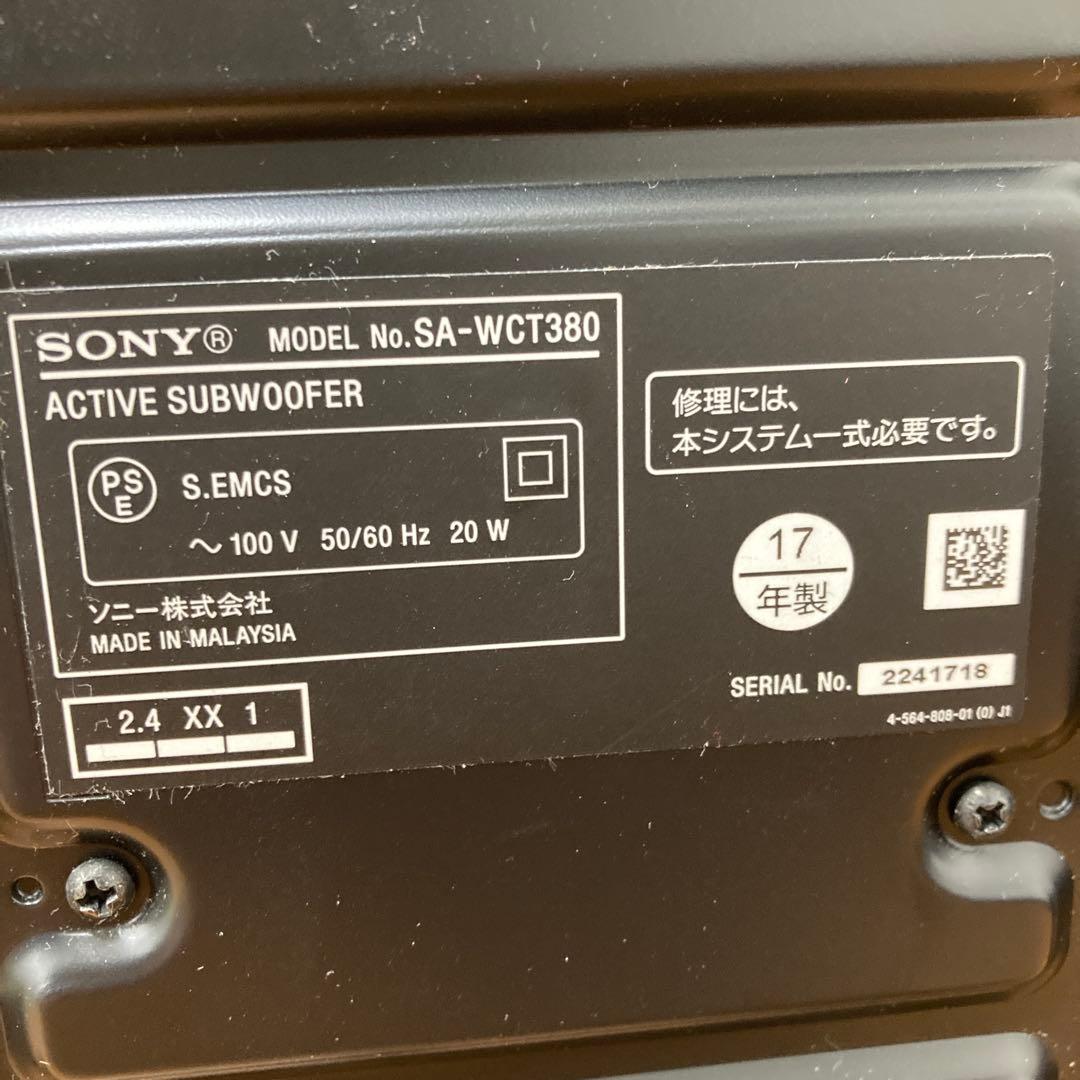 SONY® MODEL No.SA-WCT380
ACTIVE SUBWOOFER
PS
E
S.EMCS
～100 V 50/60 Hz 20 W
ソニー株式会社
MADE IN MALAYSIA
2.4 XX 1
修理には、
本システム一式必要です。
17
年製
SERIAL No. 2241718
4-564-808-01 (0) J1